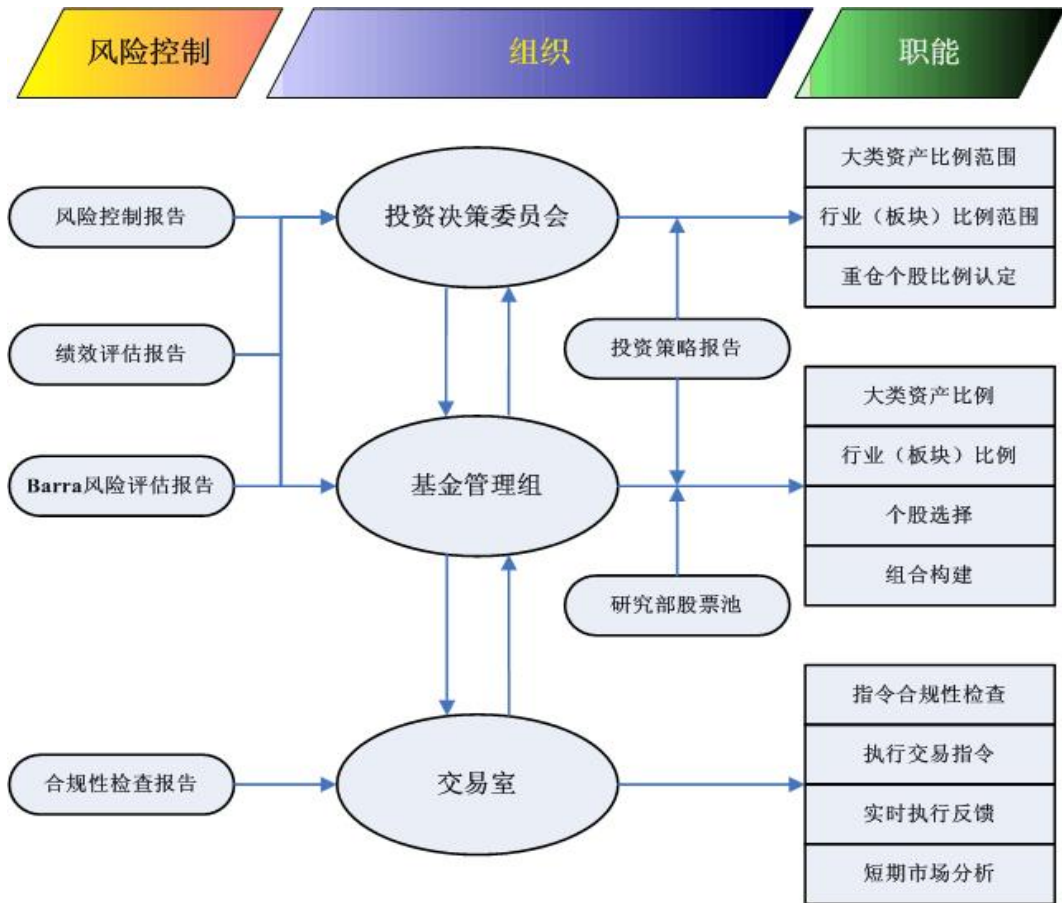 风险控制
组织
职能
风险控制报告
绩效评估报告
Barra风险评估报告
合规性检查报告
投资决策委员会
基金管理组
交易室
投资策略报告
研究部股票池
大类资产比例范围
行业（板块）比例范围
重仓个股比例认定
大类资产比例
行业（板块）比例
个股选择
组合构建
指令合规性检查
执行交易指令
实时执行反馈
短期市场分析